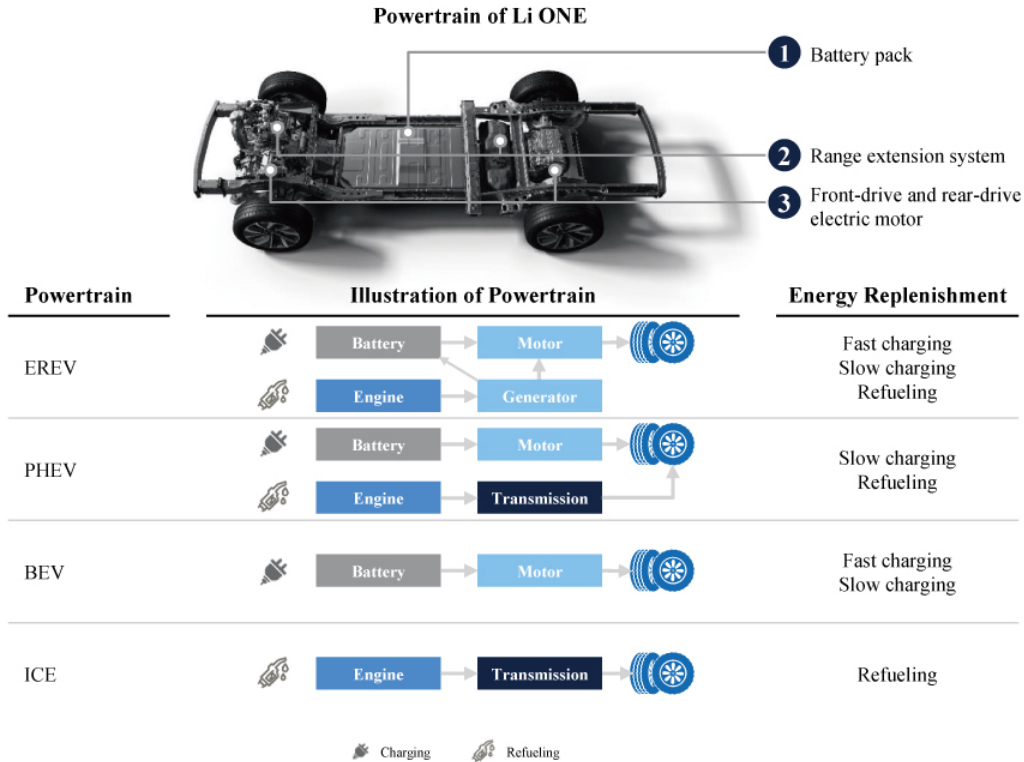 Powertrain of Li ONE
1 Battery pack
2 Range extension system
3 Front-drive and rear-drive
electric motor
Powertrain Illustration of Powertrain Energy Replenishment
EREV
Battery Motor
Engine Generator
Fast charging
Slow charging
Refueling
PHEV
Battery Motor
Engine Transmission
Slow charging
Refueling
BEV
Battery Motor
Fast charging
Slow charging
ICE
Engine Transmission
Refueling
Charging Refueling